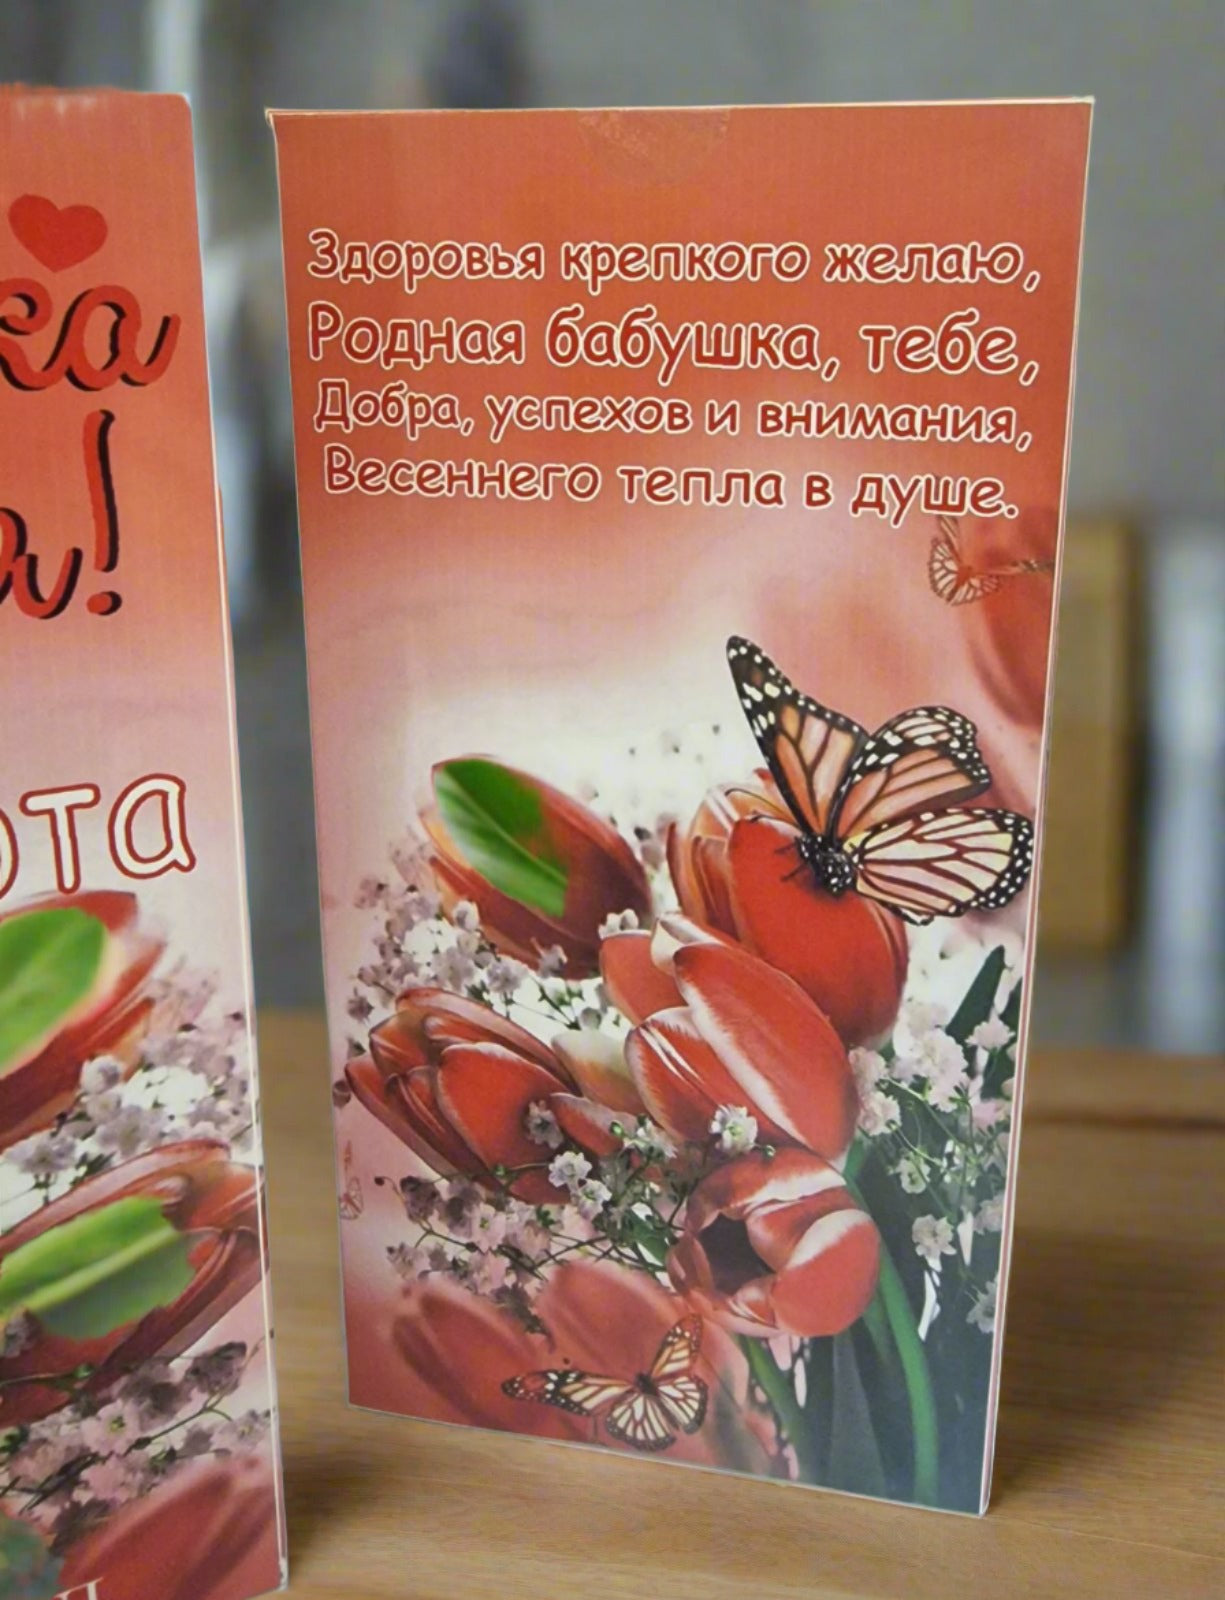 Здоровья крепкого желаю,
Родная бабушка, тебе,
Добра, успехов и внимания,
Весеннего тепла в душе.